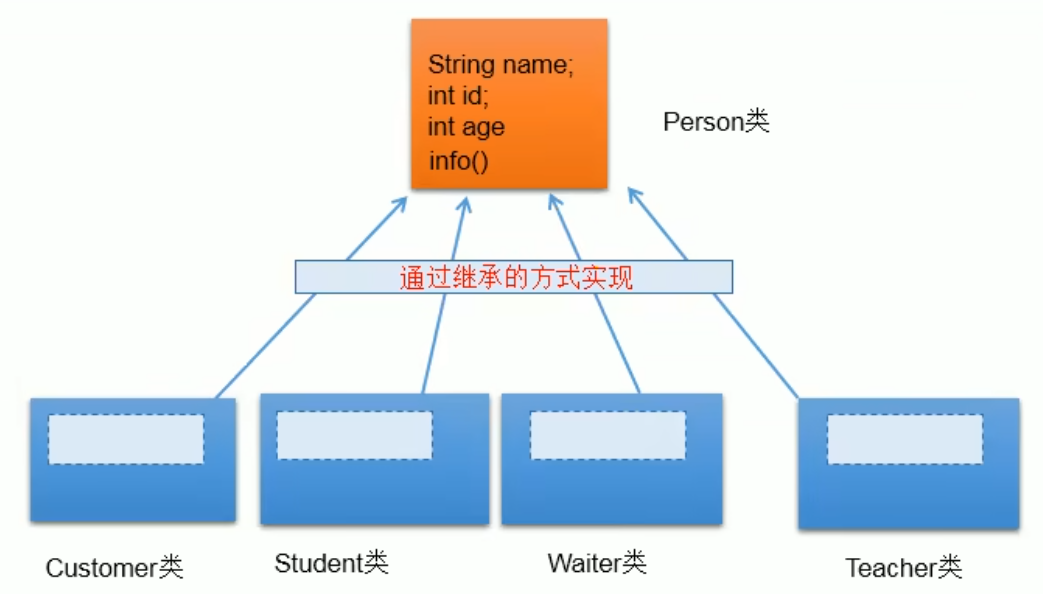 String name;
int id;
int age
info()
Person类
通过继承的方式实现
Customer类
Student类
Waiter类
Teacher类